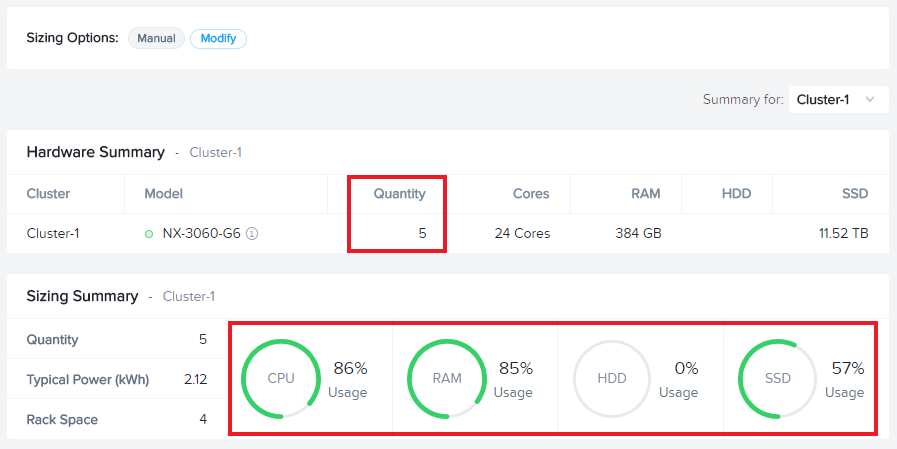 Sizing Options: Manual Modify
Summary for: Cluster-1
Hardware Summary - Cluster-1
Cluster Model Quantity Cores RAM HDD SSD
Cluster-1 NX-3060-G6 5 24 Cores 384 GB 11.52 TB
Sizing Summary - Cluster-1
Quantity 5
Typical Power (kWh) 2.12
Rack Space 4
CPU 86% Usage
RAM 85% Usage
HDD 0% Usage
SSD 57% Usage